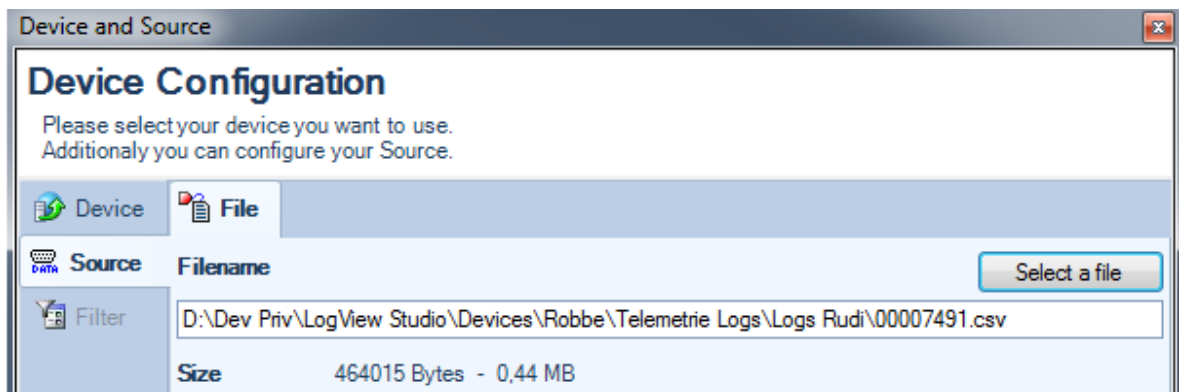 Device and Source
Device Configuration
Please select your device you want to use.
Additionaly you can configure your Source.
Device
File
DATA Source
Filename
Select a file
Filter
D:\Dev Priv\LogView Studio\Devices\Robbe\Telemetrie Logs\Logs Rudi\00007491.csv
Size 464015 Bytes - 0,44 MB